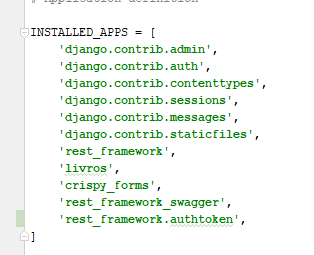 # Application definition
INSTALLED_APPS = [
'django.contrib.admin',
'django.contrib.auth',
'django.contrib.contenttypes',
'django.contrib.sessions',
'django.contrib.messages',
'django.contrib.staticfiles',
'rest_framework',
'livros',
'crispy_forms',
'rest_framework_swagger',
'rest_framework.authtoken',
]